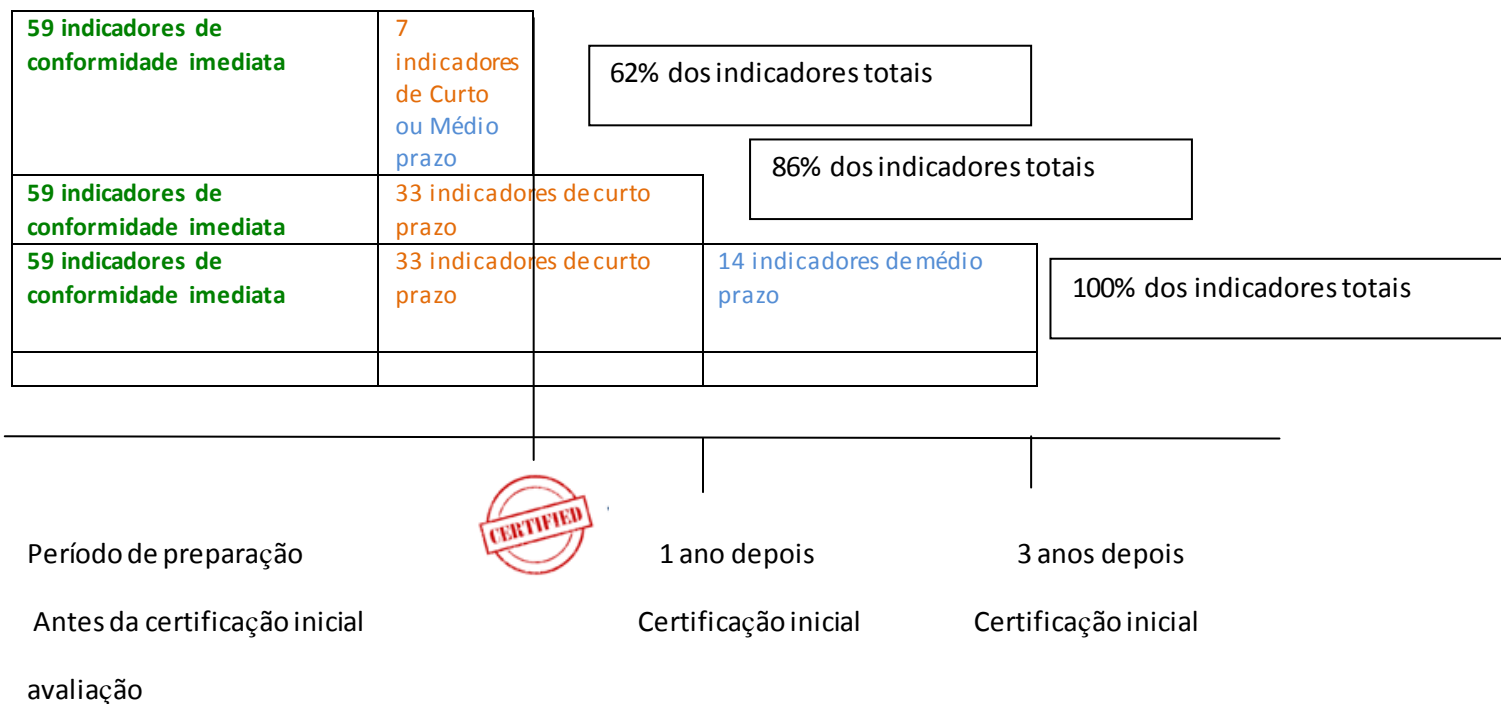 59 indicadores de
conformidade imediata
7
indicadores
de Curto
ou Médio
prazo
62% dos indicadores totais
86% dos indicadores totais
59 indicadores de
conformidade imediata
33 indicadores de curto
prazo
59 indicadores de
conformidade imediata
33 indicadores de curto
prazo
14 indicadores de médio
prazo
100% dos indicadores totais
CERTIFIED
Período de preparação
1 ano depois
3 anos depois
Antes da certificação inicial
Certificação inicial
Certificação inicial
avaliação